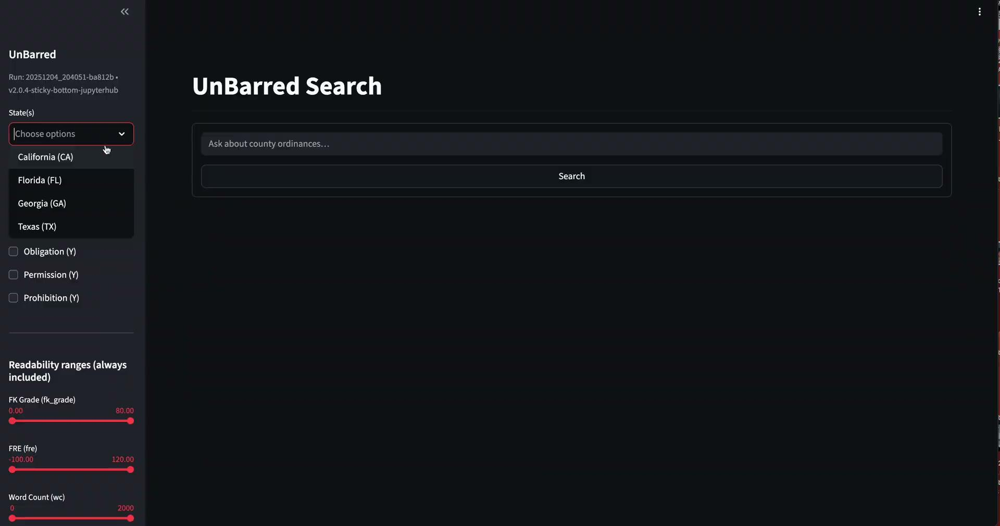 UnBarred
Run: 20251204_204051-ba812b •
v2.0.4-sticky-bottom-jupyterhub
State(s)
Choose options
California (CA)
Florida (FL)
Georgia (GA)
Texas (TX)
Obligation (Y)
Permission (Y)
Prohibition (Y)
Readability ranges (always
included)
FK Grade (fk_grade)
0.00 80.00
FRE (fre)
-100.00 120.00
Word Count (wc)
0 2000
UnBarred Search
Ask about county ordinances...
Search